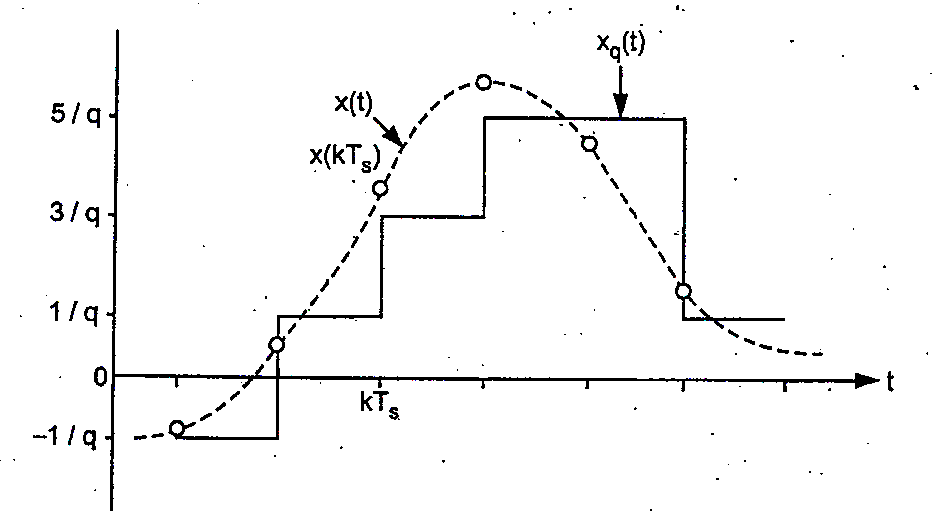 x_q(t)
x(t)
5 / q
x(kT_s)
3 / q
1 / q
0
t
kT_s
–1 / q